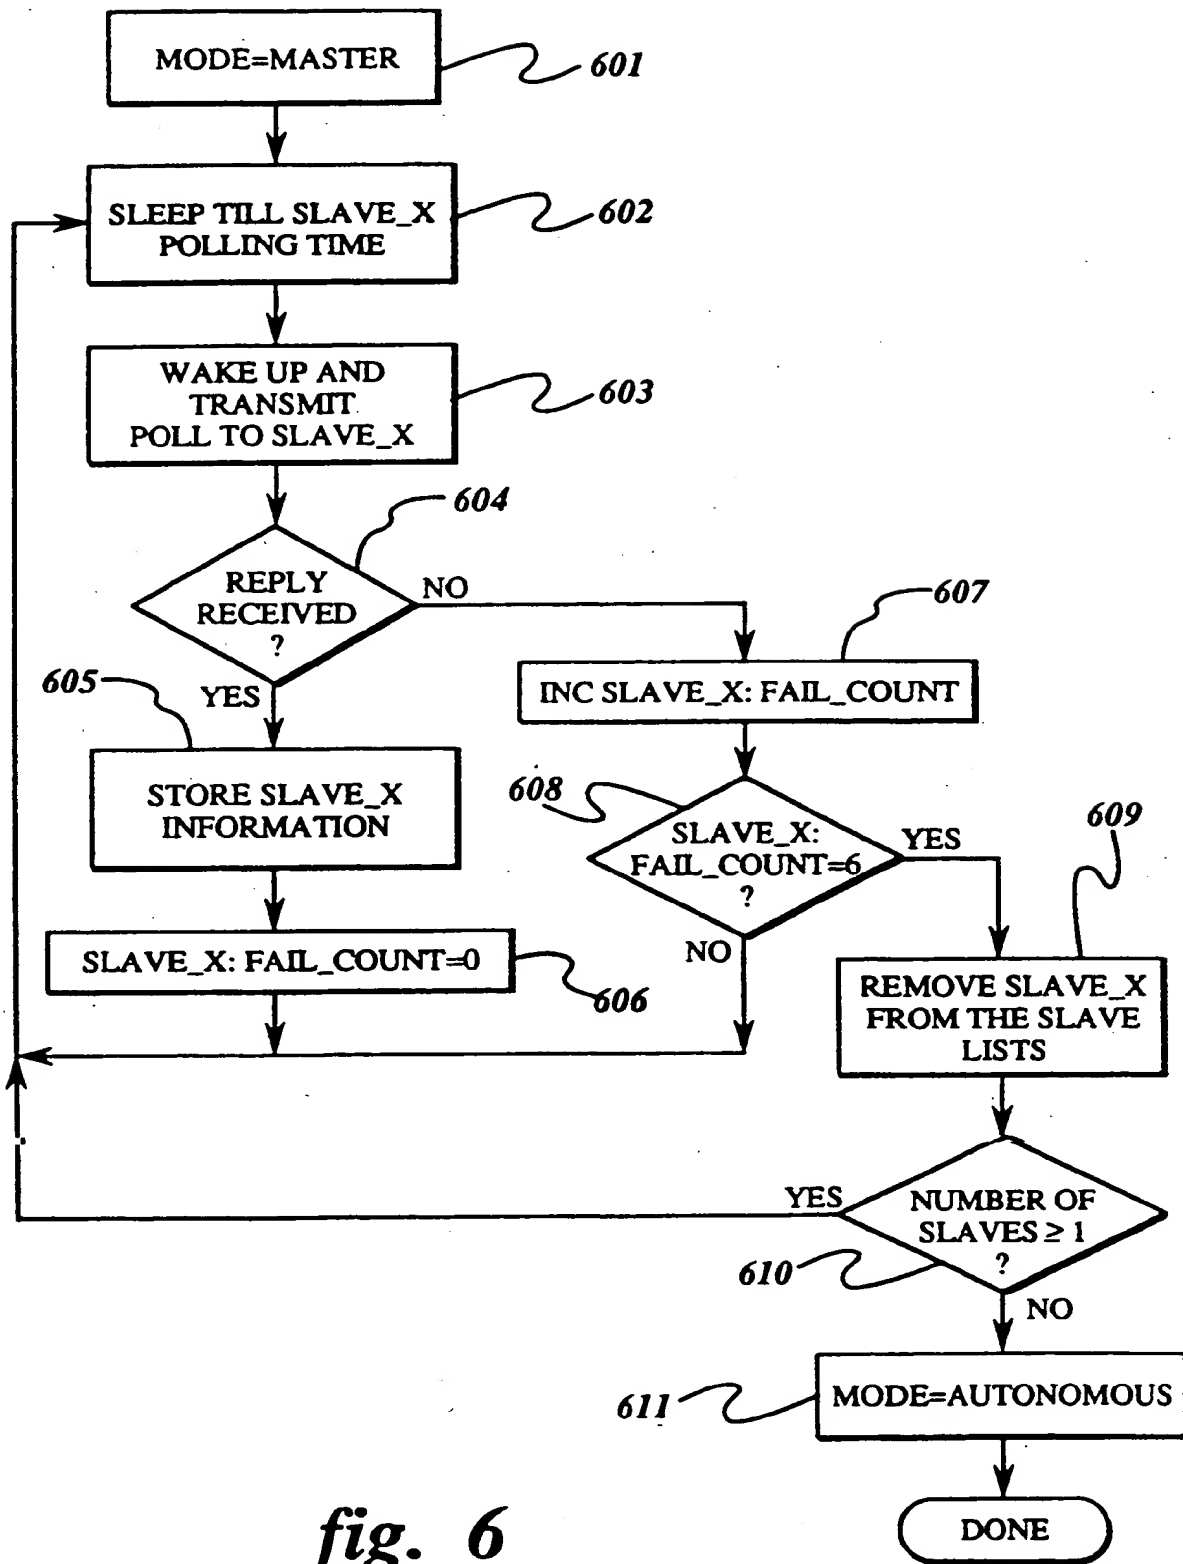 MODE=MASTER
601
SLEEP TILL SLAVE_X
POLLING TIME
602
WAKE UP AND
TRANSMIT
POLL TO SLAVE_X
603
604
REPLY
RECEIVED
?
NO
YES
605
607
INC SLAVE_X: FAIL_COUNT
STORE SLAVE_X
INFORMATION
608
SLAVE_X:
FAIL_COUNT=6
?
YES
NO
609
SLAVE_X: FAIL_COUNT=0
606
REMOVE SLAVE_X
FROM THE SLAVE
LISTS
YES
NUMBER OF
SLAVES ≥ 1
?
610
NO
611
MODE=AUTONOMOUS
DONE
fig. 6